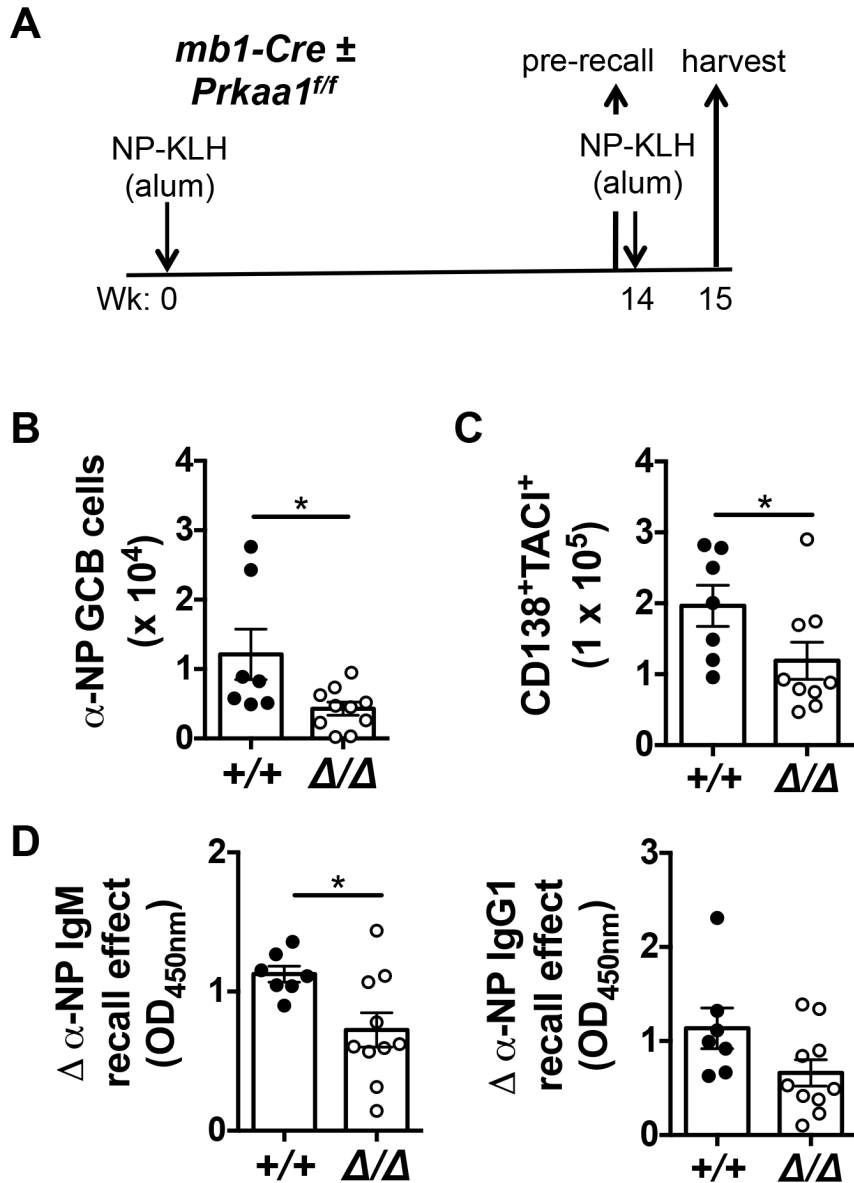 A
mb1-Cre ±
Prkaa1f/f
pre-recall harvest
NP-KLH
(alum)
NP-KLH
(alum)
Wk: 0 14 15
B
α-NP GCB cells
(x 10⁴)
4
3
2
1
0
*
+/+ Δ/Δ
C
CD138⁺TACI⁺
(1 x 10⁵)
4
3
2
1
0
*
+/+ Δ/Δ
D
Δ α-NP IgM
recall effect
(OD450nm)
2
1
0
*
+/+ Δ/Δ
Δ α-NP IgG1
recall effect
(OD450nm)
3
2
1
0
+/+ Δ/Δ